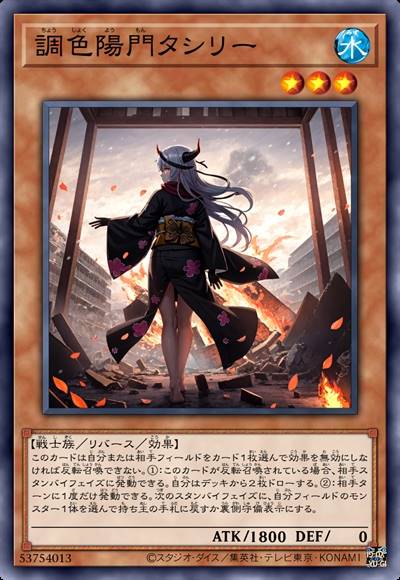 調色陽門タシリー
水
【戦士族／リバース／効果】
このカードは自分または相手フィールドをカード1枚選んで効果を無効にしな
ければ反転召喚できない。①:このカードが反転召喚されている場合、相手ス
タンバイフェイズに発動できる。自分はデッキから2枚ドローする。②:相手タ
ーンに1度だけ発動できる。次のスタンバイフェイズに、自分フィールドのモン
スター1体を選んで持ち主の手札に戻すか裏側守備表示にする。
ATK/1800 DEF/ 0
53754013
©スタジオ・ダイス／集英社・テレビ東京・KONAMI